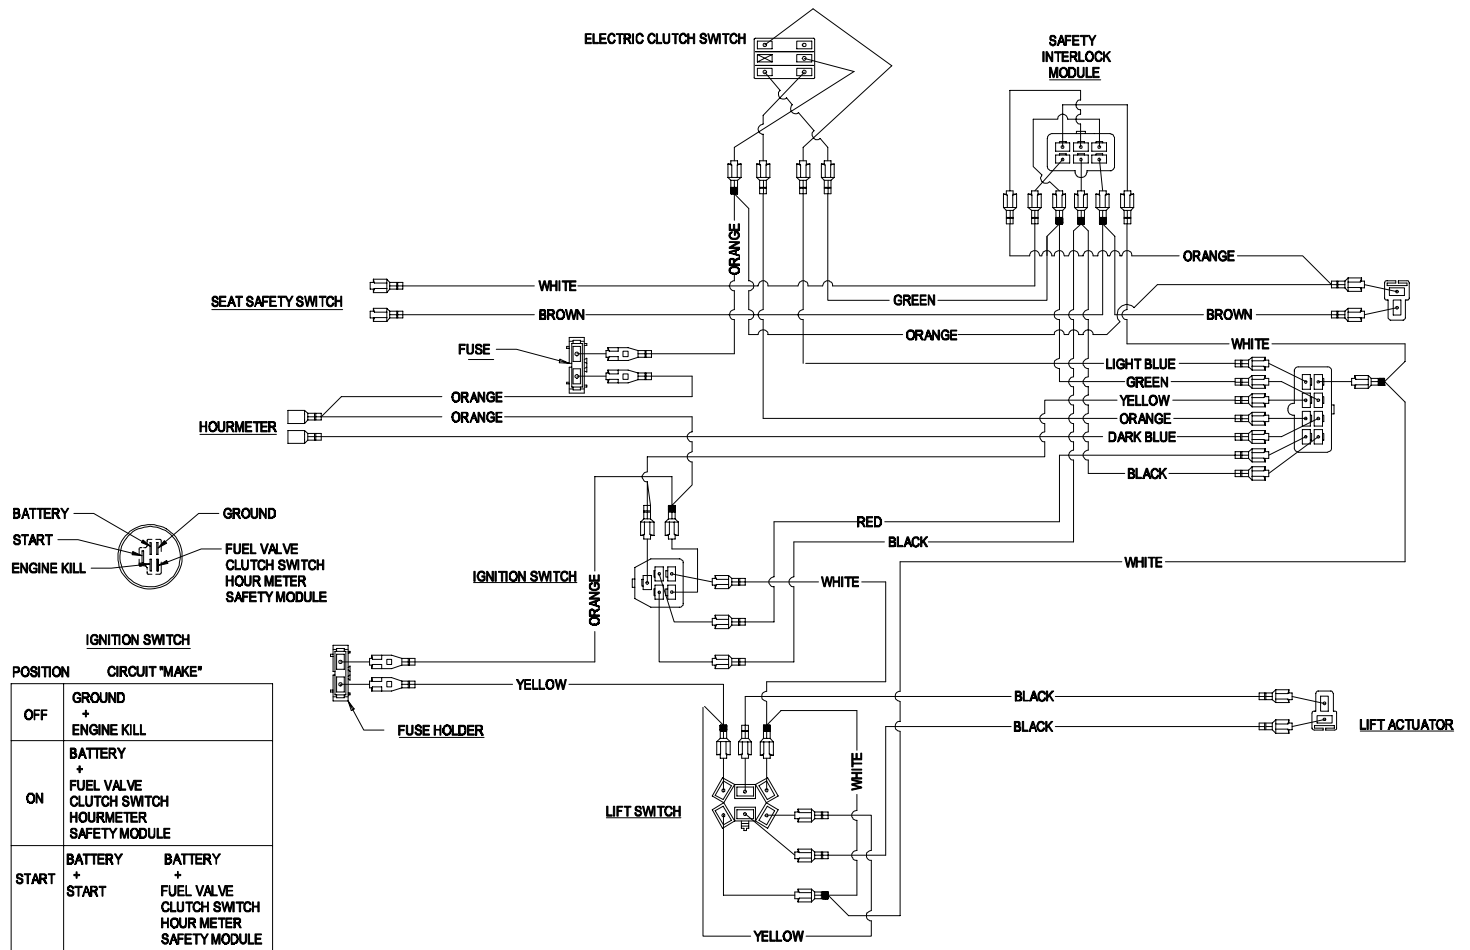 ELECTRIC CLUTCH SWITCH
SAFETY
INTERLOCK
MODULE
ORANGE
ORANGE
WHITE
SEAT SAFETY SWITCH
GREEN
BROWN
BROWN
ORANGE
WHITE
FUSE
LIGHT BLUE
GREEN
ORANGE
YELLOW
ORANGE
ORANGE
HOURMETER
DARK BLUE
BLACK
BATTERY
GROUND
START
ENGINE KILL
FUEL VALVE
CLUTCH SWITCH
HOUR METER
SAFETY MODULE
RED
BLACK
WHITE
IGNITION SWITCH
WHITE
ORANGE
IGNITION SWITCH
POSITION CIRCUIT "MAKE"
OFF
GROUND
+
ENGINE KILL
ON
BATTERY
+
FUEL VALVE
CLUTCH SWITCH
HOURMETER
SAFETY MODULE
START
BATTERY
+
START
BATTERY
+
FUEL VALVE
CLUTCH SWITCH
HOUR METER
SAFETY MODULE
YELLOW
FUSE HOLDER
BLACK
BLACK
LIFT ACTUATOR
WHITE
LIFT SWITCH
YELLOW